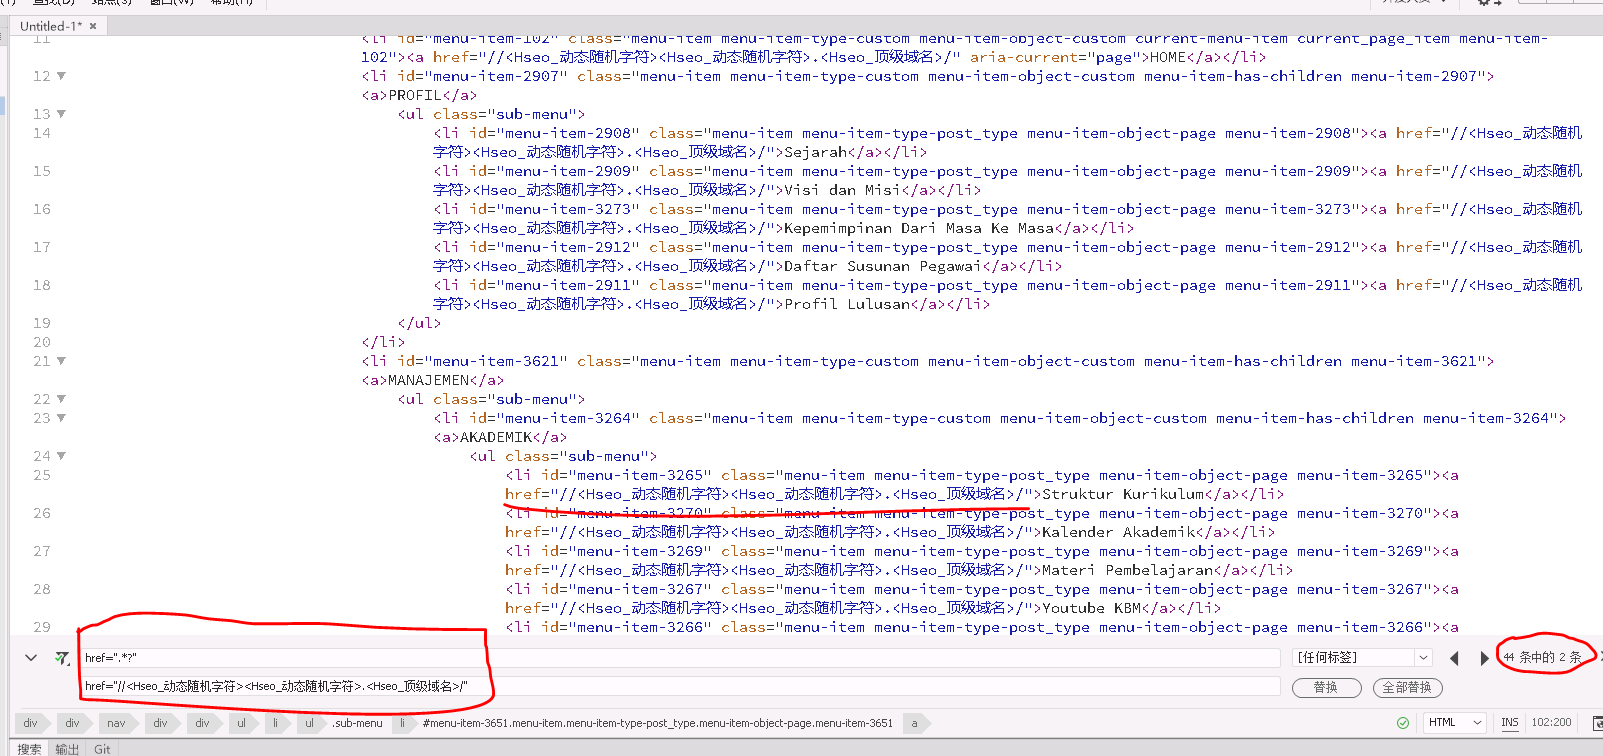 查找(D) 站点(S) 窗口(W) 帮助(H)
Untitled-1* ×
11 <li id="menu-item-102" class="menu-item menu-item-type-custom menu-item-object-custom current-menu-item current_page_item menu-item-
102"><a href="//<Hseo_动态随机字符><Hseo_动态随机字符>.<Hseo_顶级域名>/" aria-current="page">HOME</a></li>
12 <li id="menu-item-2907" class="menu-item menu-item-type-custom menu-item-object-custom menu-item-has-children menu-item-2907">
<a>PROFIL</a>
13 <ul class="sub-menu">
14 <li id="menu-item-2908" class="menu-item menu-item-type-post_type menu-item-object-page menu-item-2908"><a href="//<Hseo_动态随机
字符><Hseo_动态随机字符>.<Hseo_顶级域名>/">Sejarah</a></li>
15 <li id="menu-item-2909" class="menu-item menu-item-type-post_type menu-item-object-page menu-item-2909"><a href="//<Hseo_动态随机
字符><Hseo_动态随机字符>.<Hseo_顶级域名>/">Visi dan Misi</a></li>
16 <li id="menu-item-3273" class="menu-item menu-item-type-post_type menu-item-object-page menu-item-3273"><a href="//<Hseo_动态随机
字符><Hseo_动态随机字符>.<Hseo_顶级域名>/">Kepemimpinan Dari Masa Ke Masa</a></li>
17 <li id="menu-item-2912" class="menu-item menu-item-type-post_type menu-item-object-page menu-item-2912"><a href="//<Hseo_动态随机
字符><Hseo_动态随机字符>.<Hseo_顶级域名>/">Daftar Susunan Pegawai</a></li>
18 <li id="menu-item-2911" class="menu-item menu-item-type-post_type menu-item-object-page menu-item-2911"><a href="//<Hseo_动态随机
字符><Hseo_动态随机字符>.<Hseo_顶级域名>/">Profil Lulusan</a></li>
19 </ul>
20 </li>
21 <li id="menu-item-3621" class="menu-item menu-item-type-custom menu-item-object-custom menu-item-has-children menu-item-3621">
<a>MANAJEMEN</a>
22 <ul class="sub-menu">
23 <li id="menu-item-3264" class="menu-item menu-item-type-custom menu-item-object-custom menu-item-has-children menu-item-3264">
<a>AKADEMIK</a>
24 <ul class="sub-menu">
25 <li id="menu-item-3265" class="menu-item menu-item-type-post_type menu-item-object-page menu-item-3265"><a
href="//<Hseo_动态随机字符><Hseo_动态随机字符>.<Hseo_顶级域名>/">Struktur Kurikulum</a></li>
26 <li id="menu-item-3270" class="menu-item menu-item-type-post_type menu-item-object-page menu-item-3270"><a
href="//<Hseo_动态随机字符><Hseo_动态随机字符>.<Hseo_顶级域名>/">Kalender Akademik</a></li>
27 <li id="menu-item-3269" class="menu-item menu-item-type-post_type menu-item-object-page menu-item-3269"><a
href="//<Hseo_动态随机字符><Hseo_动态随机字符>.<Hseo_顶级域名>/">Materi Pembelajaran</a></li>
28 <li id="menu-item-3267" class="menu-item menu-item-type-post_type menu-item-object-page menu-item-3267"><a
href="//<Hseo_动态随机字符><Hseo_动态随机字符>.<Hseo_顶级域名>/">Youtube KBM</a></li>
29 <li id="menu-item-3266" class="menu-item menu-item-type-post_type menu-item-object-page menu-item-3266"><a
href=".*?" [任何标签] 44 条中的 2 条
href="//<Hseo_动态随机字符><Hseo_动态随机字符>.<Hseo_顶级域名>/" 替换 全部替换
div div nav div div ul li ul .sub-menu li #menu-item-3651.menu-item.menu-item-type-post_type.menu-item-object-page.menu-item-3651 a HTML INS 102:200
搜索 输出 Git